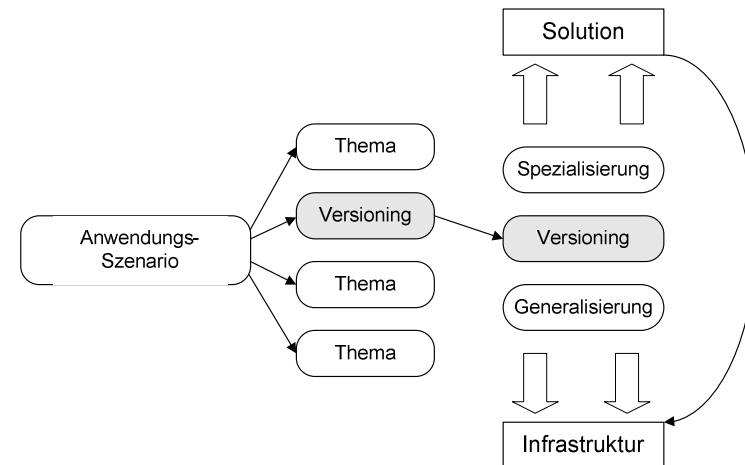 Solution
Thema
Spezialisierung
Versioning
Anwendungs-
Szenario
Versioning
Thema
Generalisierung
Thema
Infrastruktur